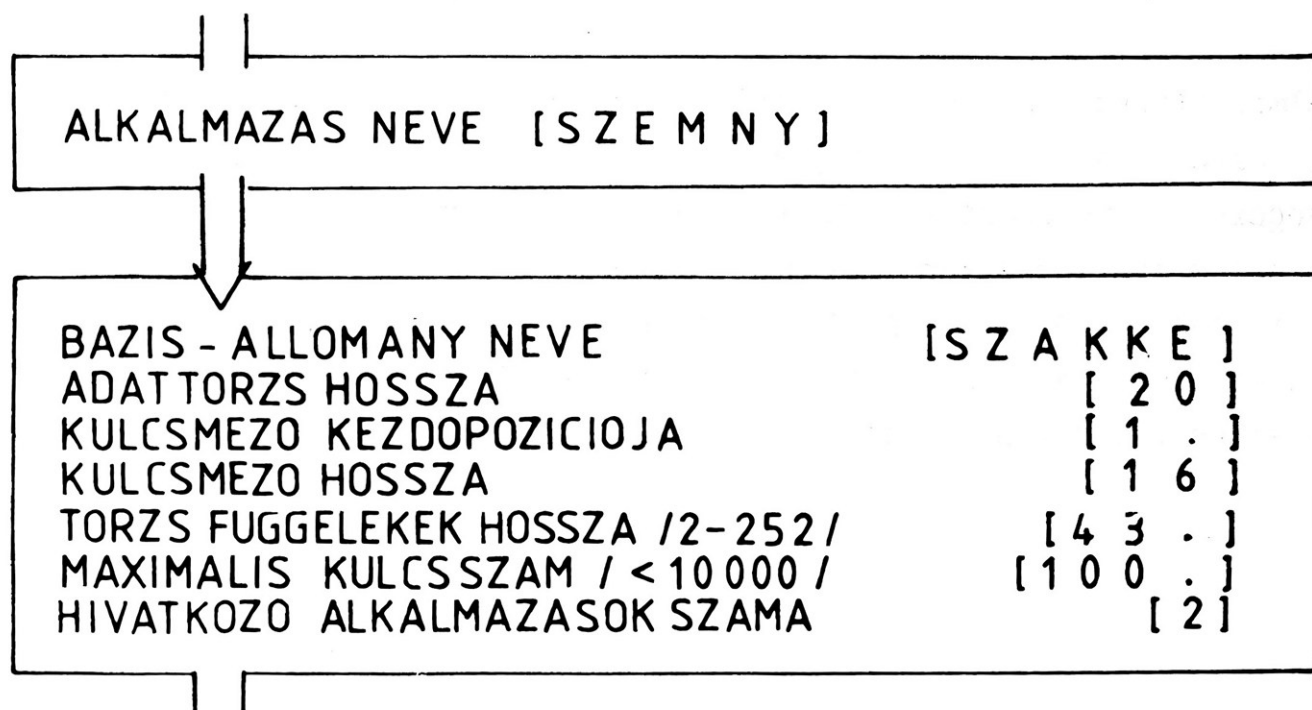 ALKALMAZAS NEVE [SZEMNY]
BAZIS - ALLOMANY NEVE [SZAKKE]
ADATTORZS HOSSZA [20]
KULCSMEZO KEZDOPOZICIOJA [1.]
KULCSMEZO HOSSZA [16]
TORZS FUGGELEKEK HOSSZA /2-252/ [43.]
MAXIMALIS KULCSSZAM / <10000 / [100.]
HIVATKOZO ALKALMAZASOK SZAMA [2]